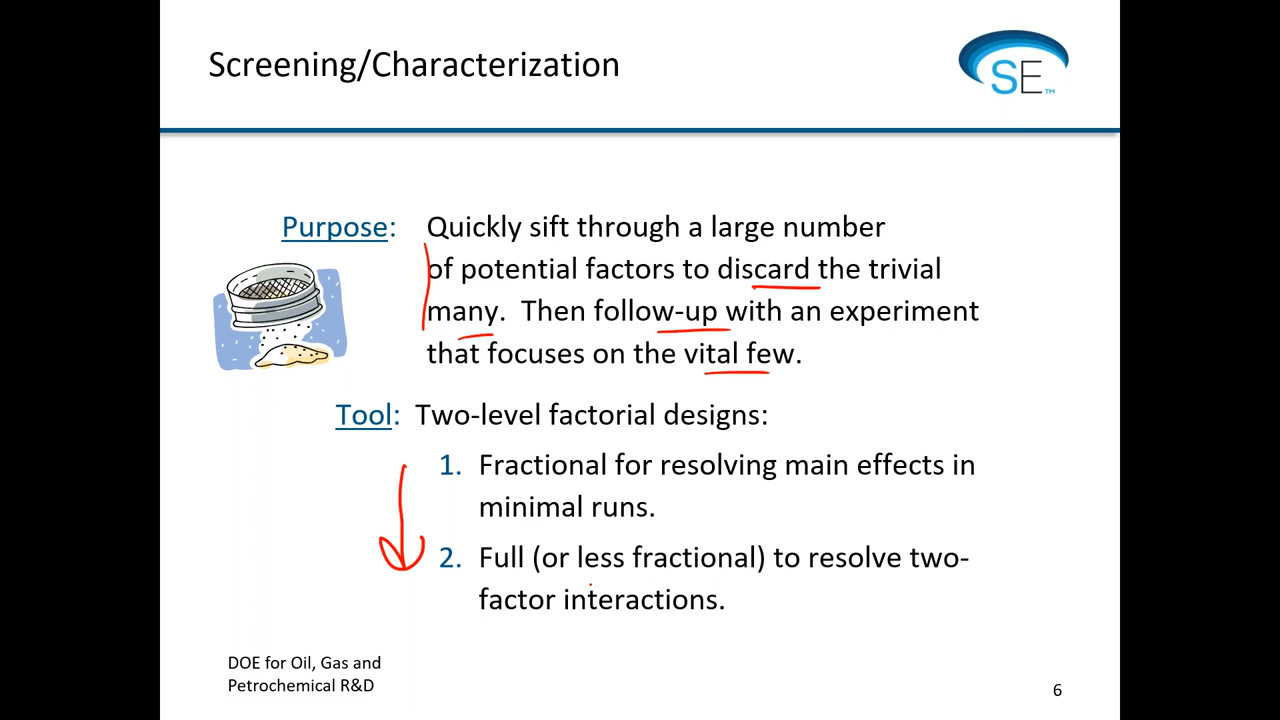 Screening/Characterization
SE™
Purpose: Quickly sift through a large number
of potential factors to discard the trivial
many. Then follow-up with an experiment
that focuses on the vital few.
Tool: Two-level factorial designs:
1. Fractional for resolving main effects in
minimal runs.
2. Full (or less fractional) to resolve two-
factor interactions.
DOE for Oil, Gas and
Petrochemical R&D
6